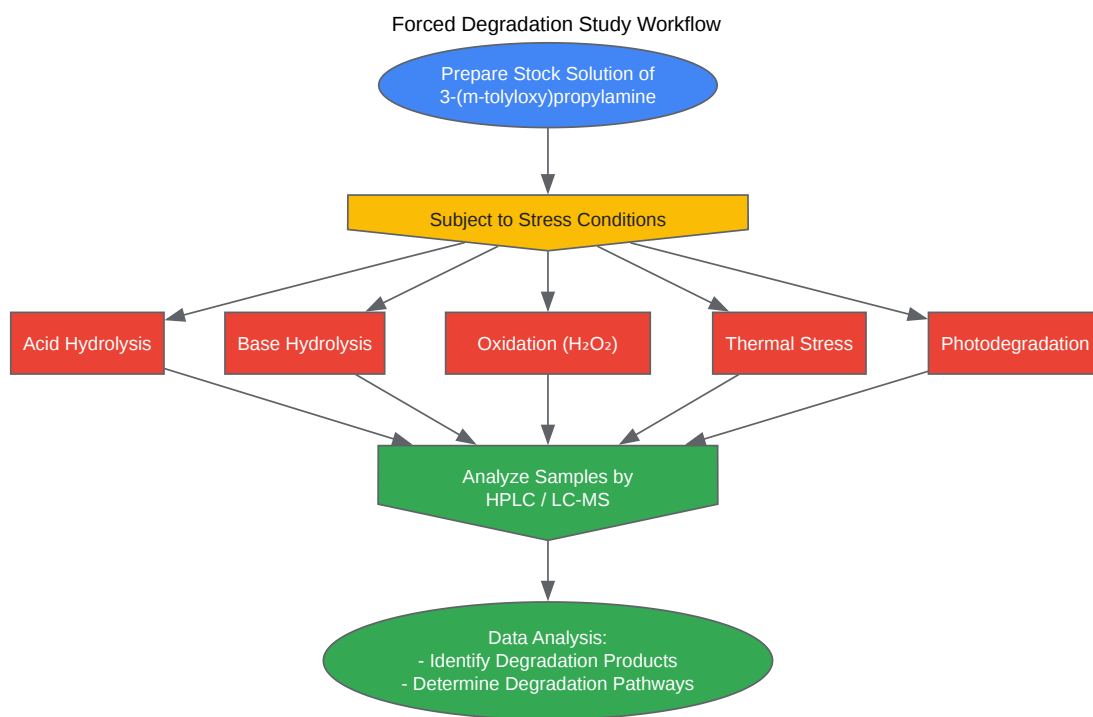 Forced Degradation Study Workflow
Prepare Stock Solution of
3-(m-tolyloxy)propylamine
Subject to Stress Conditions
Acid Hydrolysis
Base Hydrolysis
Oxidation (H₂O₂)
Thermal Stress
Photodegradation
Analyze Samples by
HPLC / LC-MS
Data Analysis:
- Identify Degradation Products
- Determine Degradation Pathways